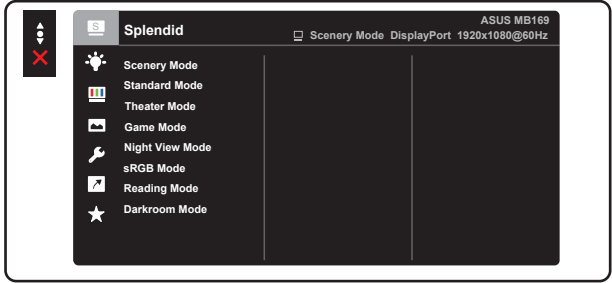 S
Splendid
ASUS MB169
Scenery Mode DisplayPort 1920x1080@60Hz
Scenery Mode
Standard Mode
Theater Mode
Game Mode
Night View Mode
sRGB Mode
Reading Mode
Darkroom Mode